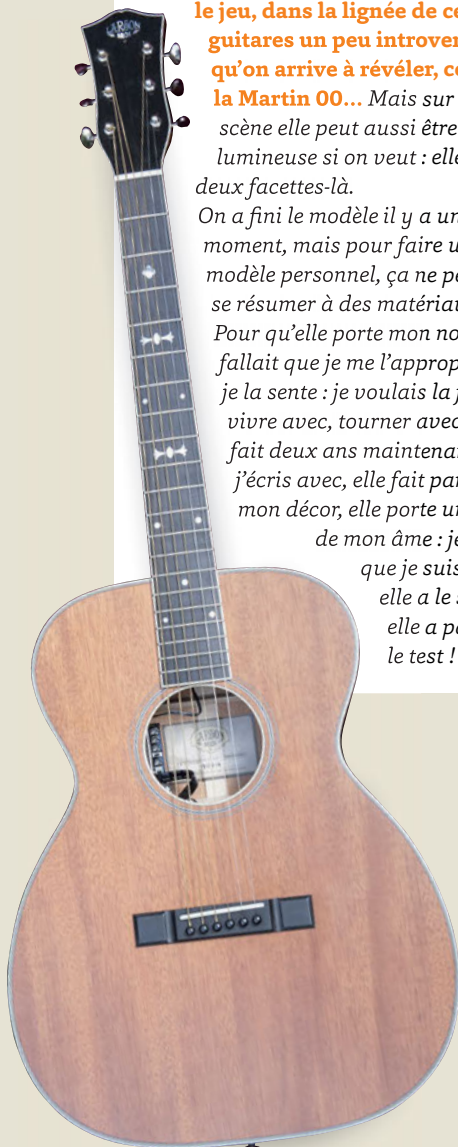 le jeu, dans la lignée de ce
guitares un peu introver
qu'on arrive à révéler, co
la Martin 00... Mais sur
scène elle peut aussi être
lumineuse si on veut : elle
deux facettes-là.
On a fini le modèle il y a un
moment, mais pour faire u
modèle personnel, ça ne pe
se résumer à des matériau
Pour qu'elle porte mon no
fallait que je me l'approp
je la sente : je voulais la j
vivre avec, tourner avec
fait deux ans maintenan
j'écris avec, elle fait par
mon décor, elle porte un
de mon âme : je
que je suis
elle a le s
elle a pa
le test !